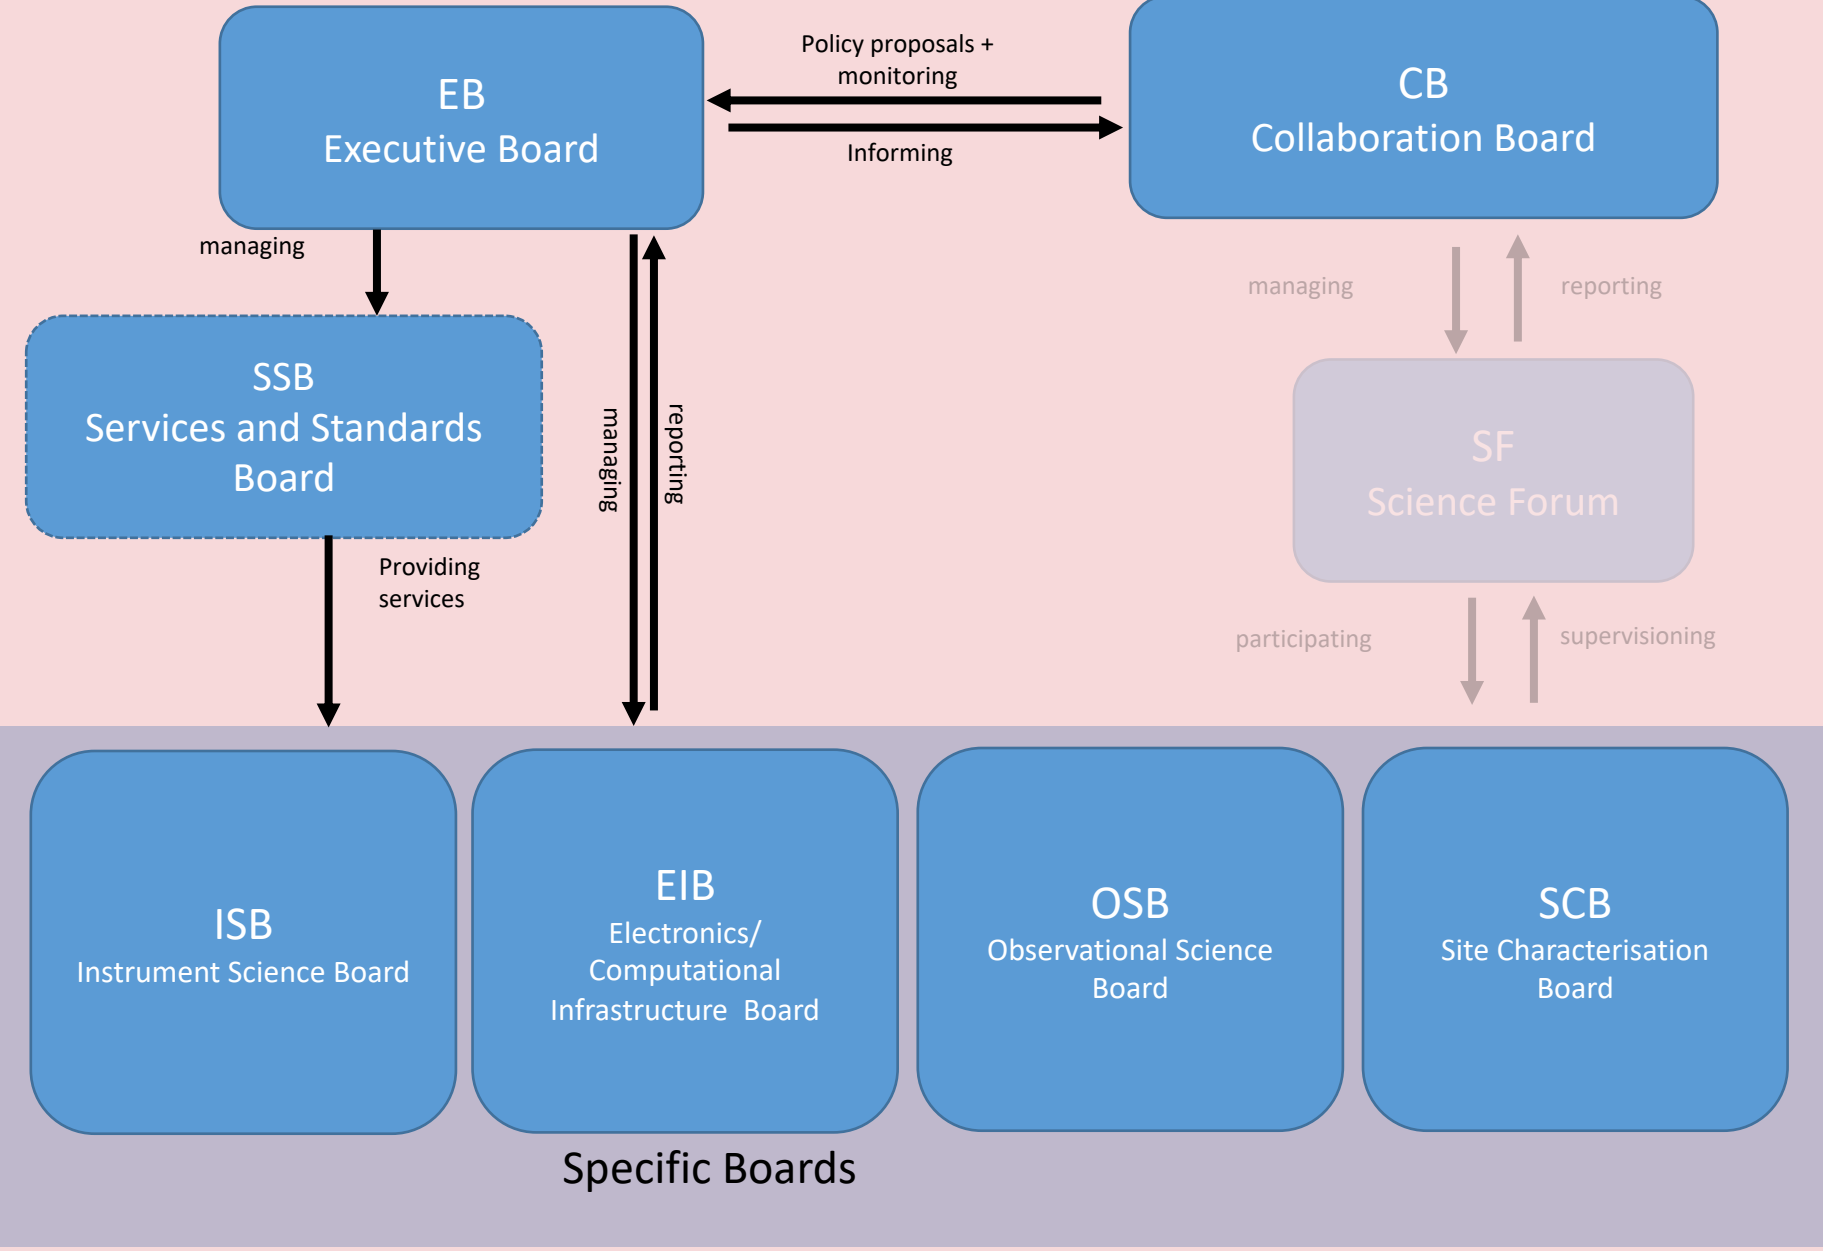 EB
Executive Board
Policy proposals +
monitoring
Informing
CB
Collaboration Board
managing
managing
reporting
SSB
Services and Standards
Board
managing
reporting
SF
Science Forum
Providing
services
participating
supervisioning
ISB
Instrument Science Board
EIB
Electronics/
Computational
Infrastructure  Board
OSB
Observational Science
Board
SCB
Site Characterisation
Board
Specific Boards